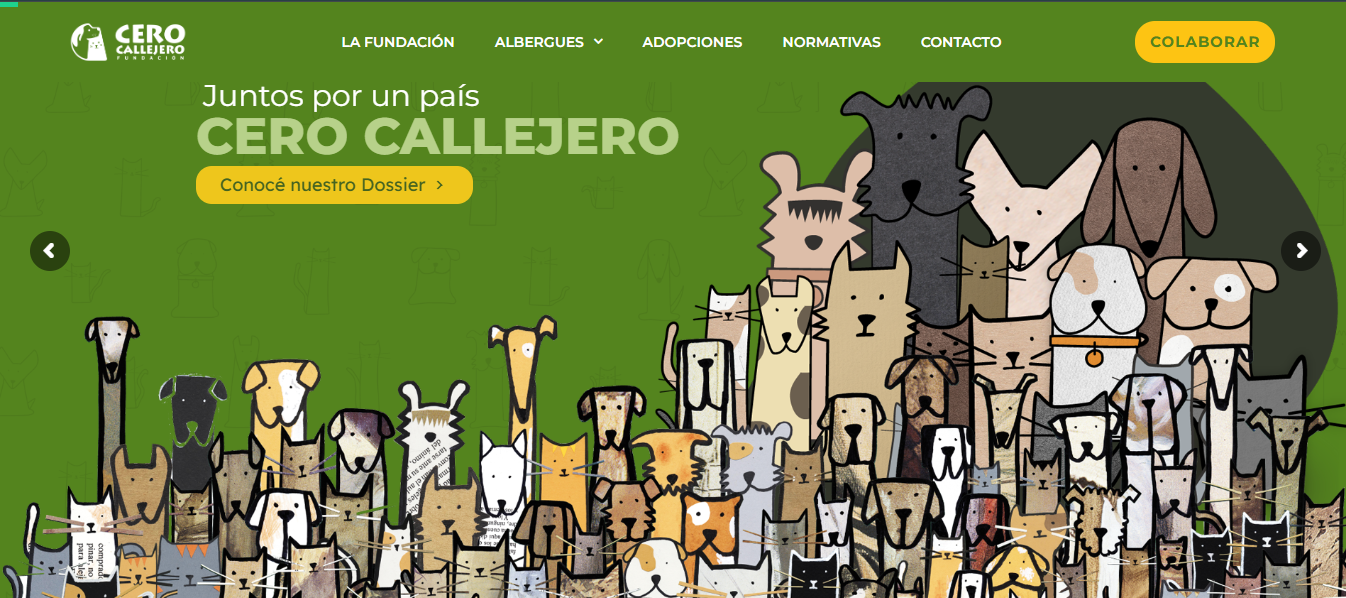 CERO
CALLEJERO
FUNDACIÓN
LA FUNDACIÓN
ALBERGUES
ADOPCIONES
NORMATIVAS
CONTACTO
COLABORAR
Juntos por un país
CERO CALLEJERO
Conocé nuestro Dossier